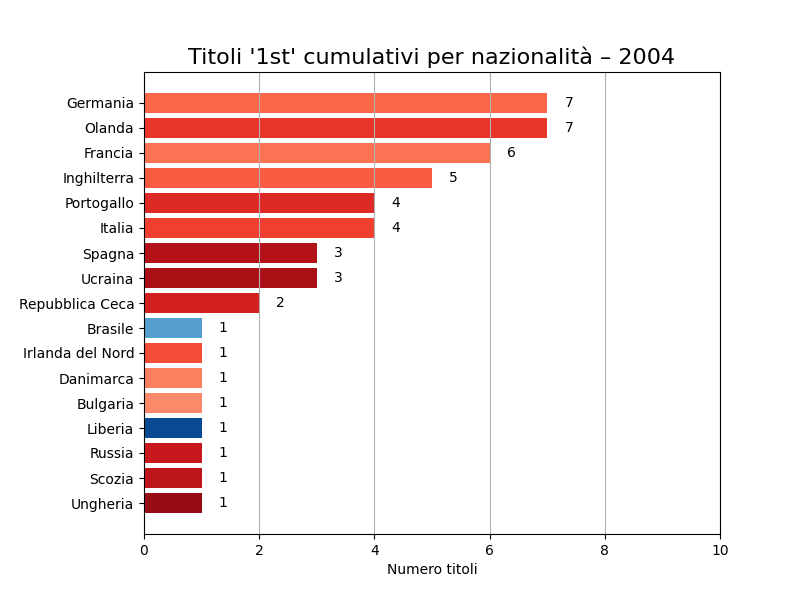 Titoli '1st' cumulativi per nazionalità – 2004
Germania 7
Olanda 7
Francia 6
Inghilterra 5
Portogallo 4
Italia 4
Spagna 3
Ucraina 3
Repubblica Ceca 2
Brasile 1
Irlanda del Nord 1
Danimarca 1
Bulgaria 1
Liberia 1
Russia 1
Scozia 1
Ungheria 1
0 2 4 6 8 10
Numero titoli